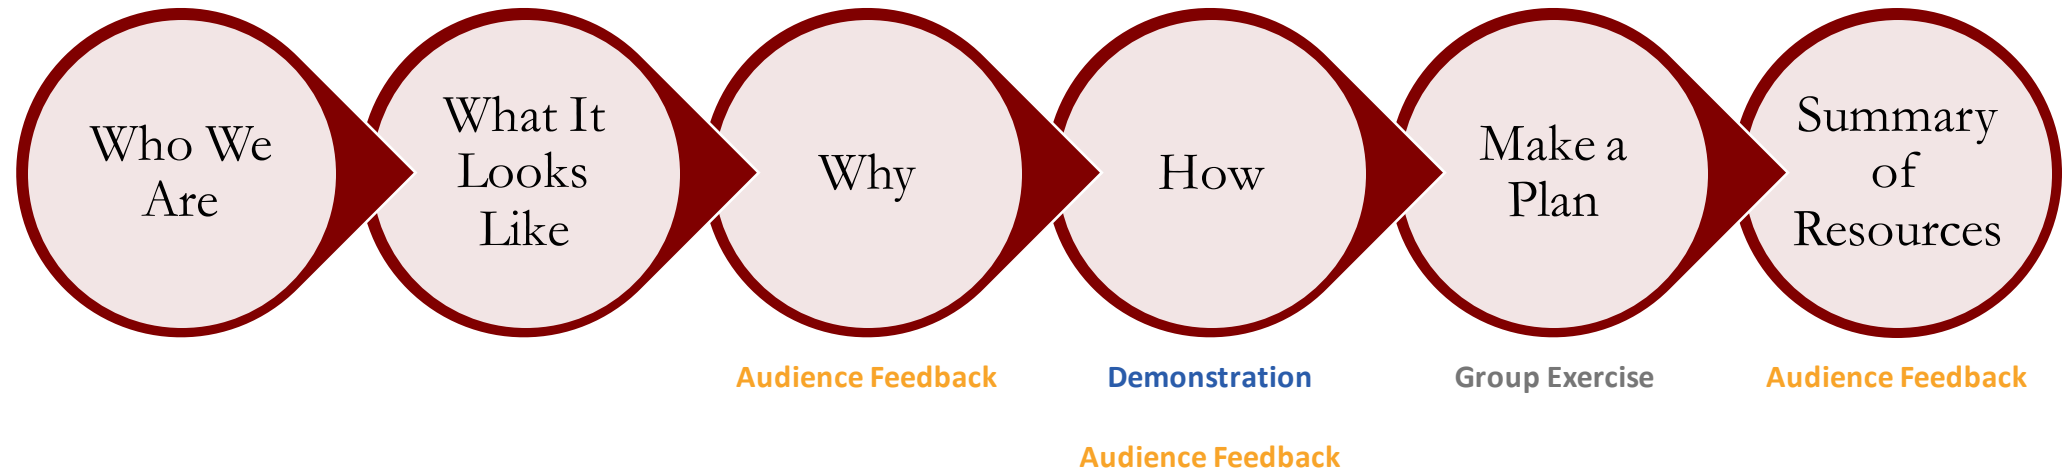 Who We
Are
What It
Looks
Like
Why
How
Make a
Plan
Summary
of
Resources
Audience Feedback
Demonstration
Group Exercise
Audience Feedback
Audience Feedback